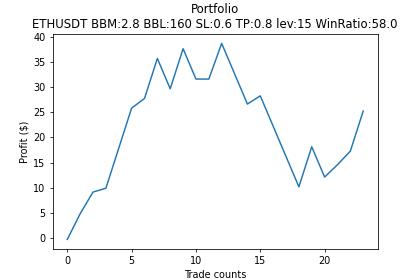 Portfolio
ETHUSDT BBM:2.8 BBL:160 SL:0.6 TP:0.8 lev:15 WinRatio:58.0
40
35
30
25
20
15
10
5
0
Profit ($)
0 5 10 15 20
Trade counts